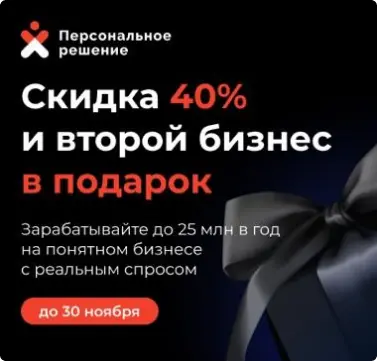 Персональное
решение
Скидка 40%
и второй бизнес
в подарок
Зарабатывайте до 25 млн в год
на понятном бизнесе
с реальным спросом
до 30 ноября